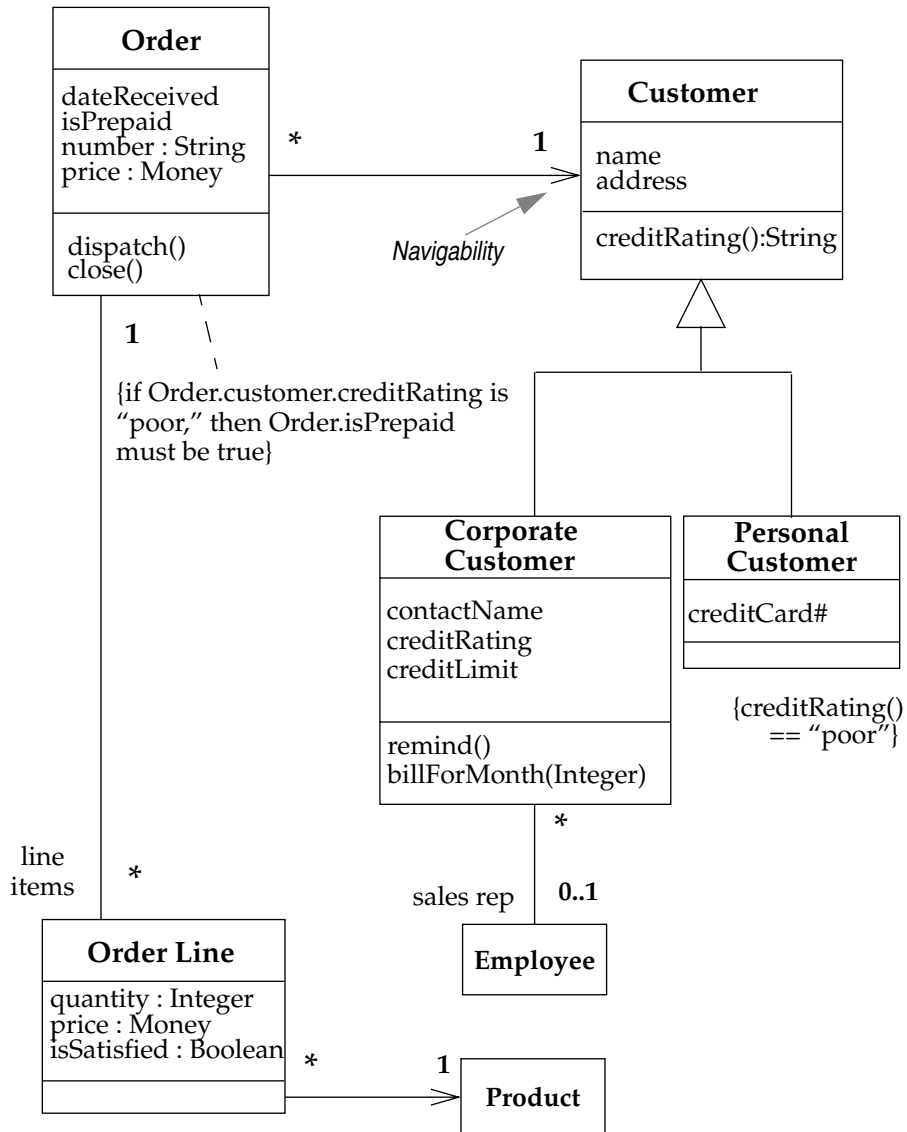 Order
dateReceived
isPrepaid
number : String
price : Money
dispatch()
close()
*
1
Navigability
Customer
name
address
creditRating():String
1
{if Order.customer.creditRating is
“poor,” then Order.isPrepaid
must be true}
Corporate
Customer
contactName
creditRating
creditLimit
remind()
billForMonth(Integer)
Personal
Customer
creditCard#
{creditRating()
== “poor”}
*
sales rep
0..1
Employee
line
items
*
Order Line
quantity : Integer
price : Money
isSatisfied : Boolean
*
1
Product